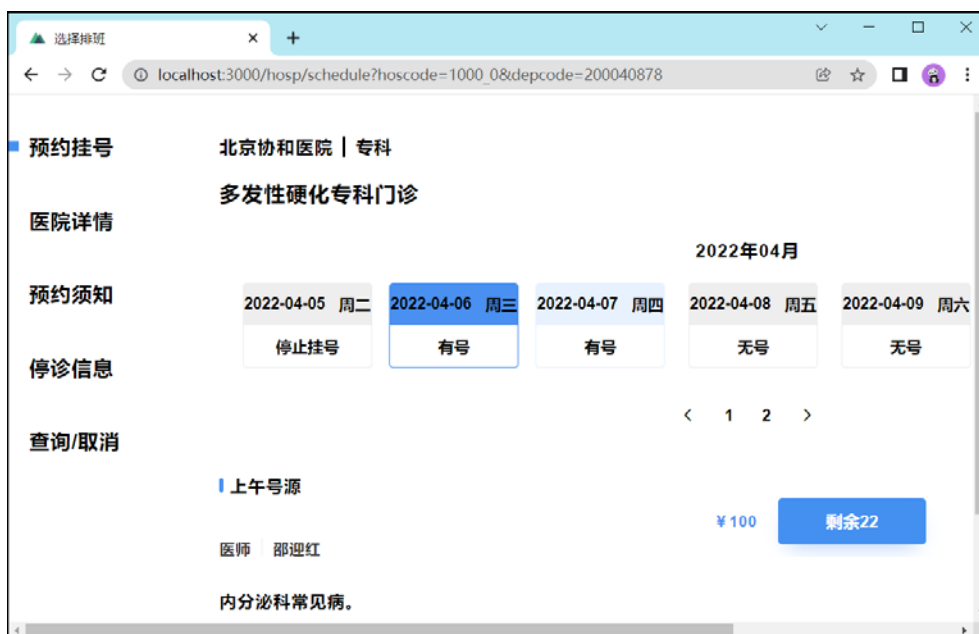 选择排班
localhost:3000/hosp/schedule?hoscode=1000_0&depcode=200040878
预约挂号
医院详情
预约须知
停诊信息
查询/取消
北京协和医院 | 专科
多发性硬化专科门诊
2022年04月
2022-04-05 周二 2022-04-06 周三 2022-04-07 周四 2022-04-08 周五 2022-04-09 周六
停止挂号 有号 有号 无号 无号
< 1 2 >
上午号源
医师 邵迎红 ¥100 剩余22
内分泌科常见病。